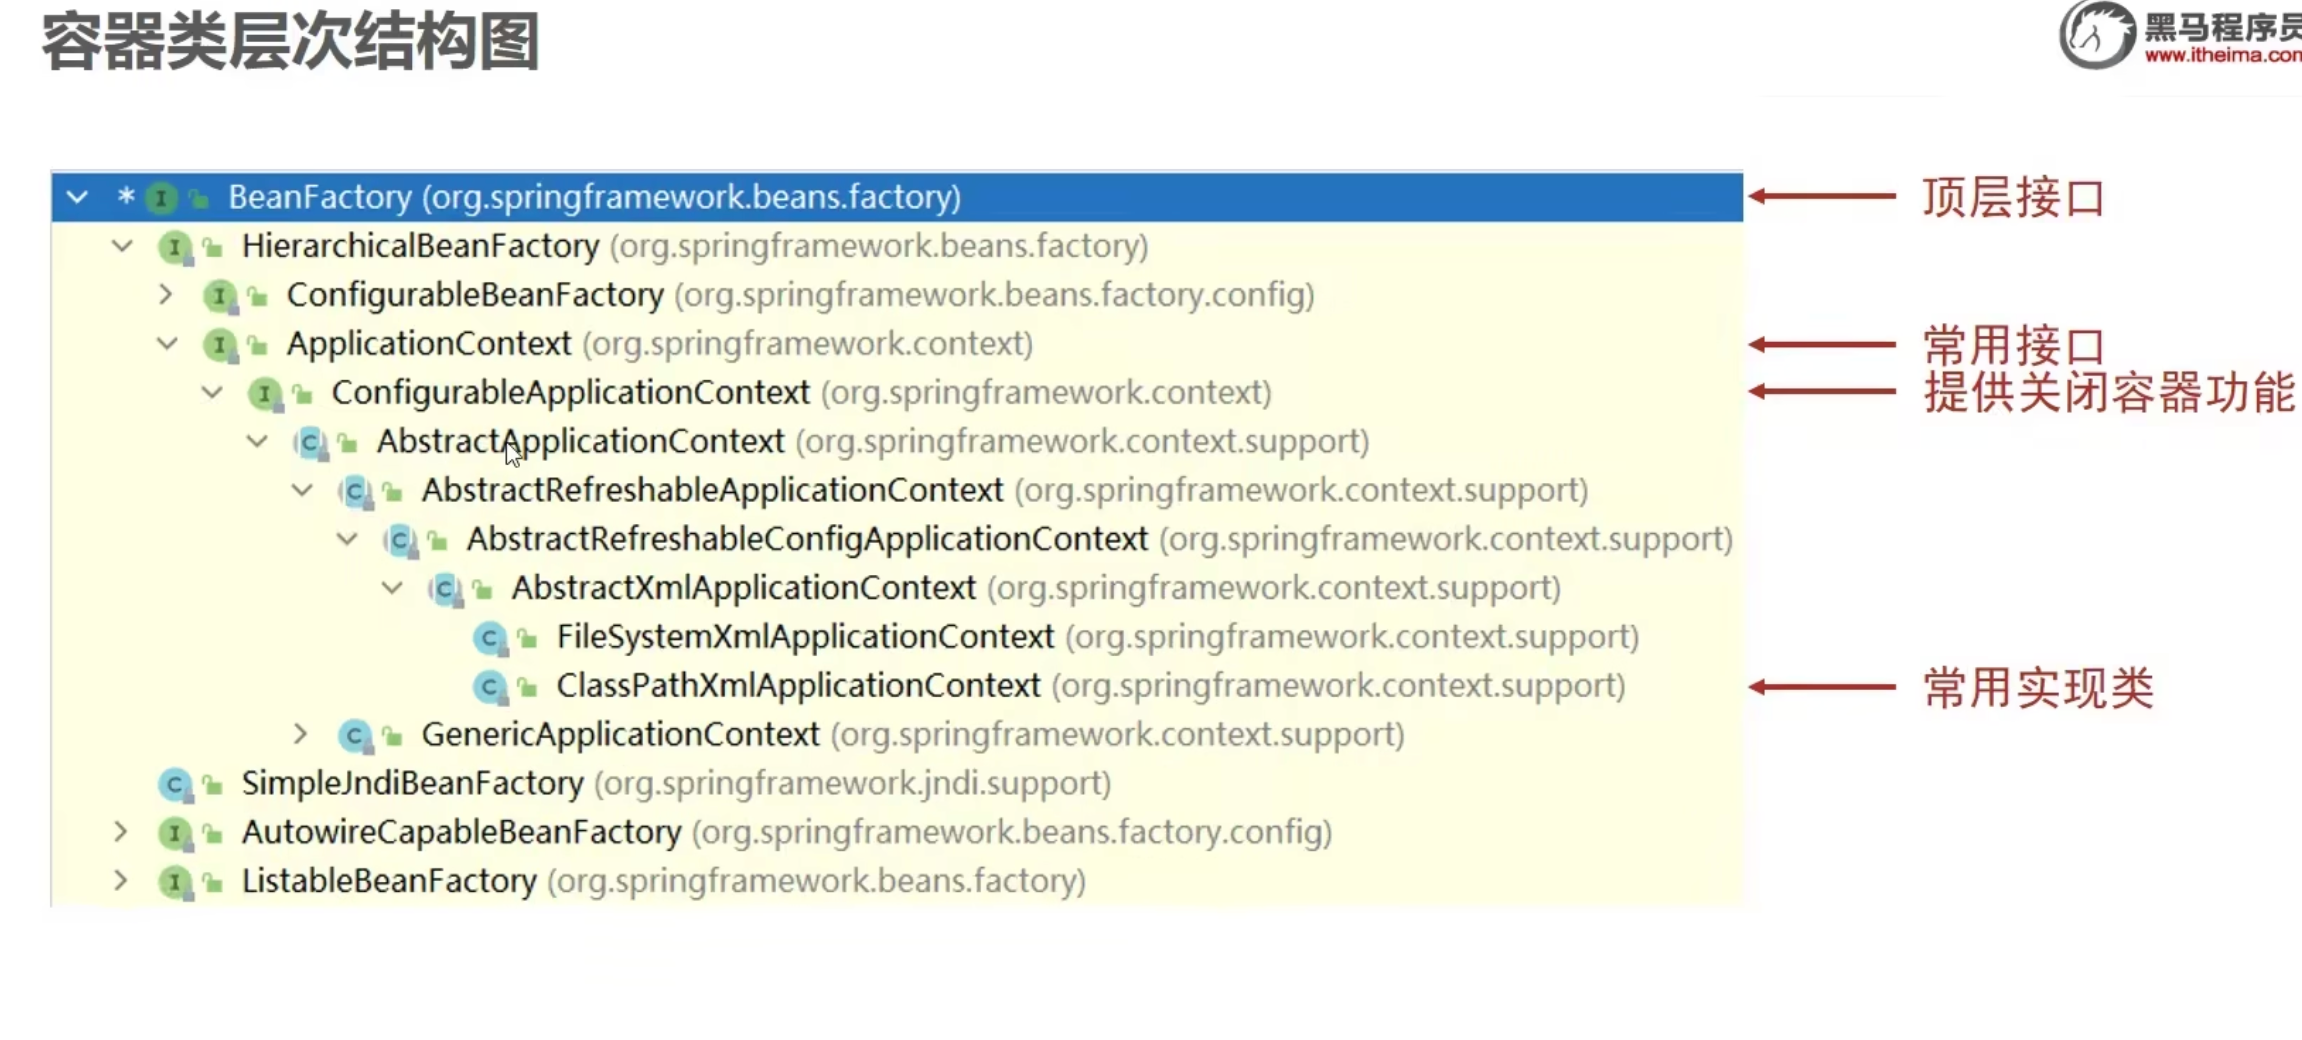 容器类层次结构图
黑马程序员
www.itheima.com
* BeanFactory (org.springframework.beans.factory)
顶层接口
HierarchicalBeanFactory (org.springframework.beans.factory)
ConfigurableBeanFactory (org.springframework.beans.factory.config)
ApplicationContext (org.springframework.context)
常用接口
ConfigurableApplicationContext (org.springframework.context)
提供关闭容器功能
AbstractApplicationContext (org.springframework.context.support)
AbstractRefreshableApplicationContext (org.springframework.context.support)
AbstractRefreshableConfigApplicationContext (org.springframework.context.support)
AbstractXmlApplicationContext (org.springframework.context.support)
FileSystemXmlApplicationContext (org.springframework.context.support)
ClassPathXmlApplicationContext (org.springframework.context.support)
常用实现类
GenericApplicationContext (org.springframework.context.support)
SimpleJndiBeanFactory (org.springframework.jndi.support)
AutowireCapableBeanFactory (org.springframework.beans.factory.config)
ListableBeanFactory (org.springframework.beans.factory)